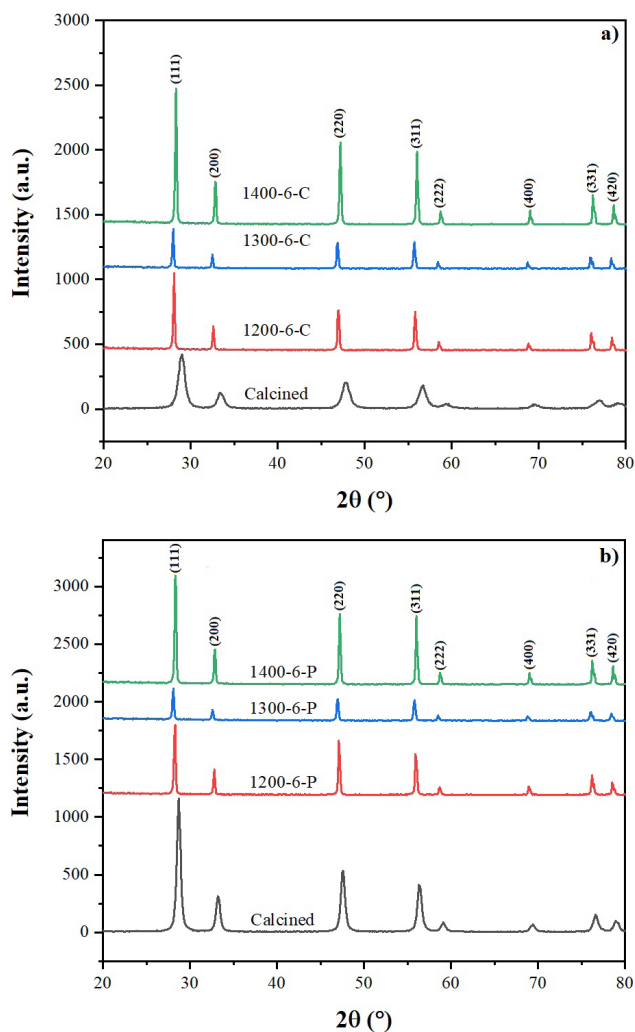 a)
3000
2500
2000
1500
1000
500
0
Intensity (a.u.)
(111)
(200)
(220)
(311)
(222)
(400)
(331)
(420)
1400-6-C
1300-6-C
1200-6-C
Calcined
20 30 40 50 60 70 80
2θ (°)
b)
3000
2500
2000
1500
1000
500
0
Intensity (a.u.)
(111)
(200)
(220)
(311)
(222)
(400)
(331)
(420)
1400-6-P
1300-6-P
1200-6-P
Calcined
20 30 40 50 60 70 80
2θ (°)